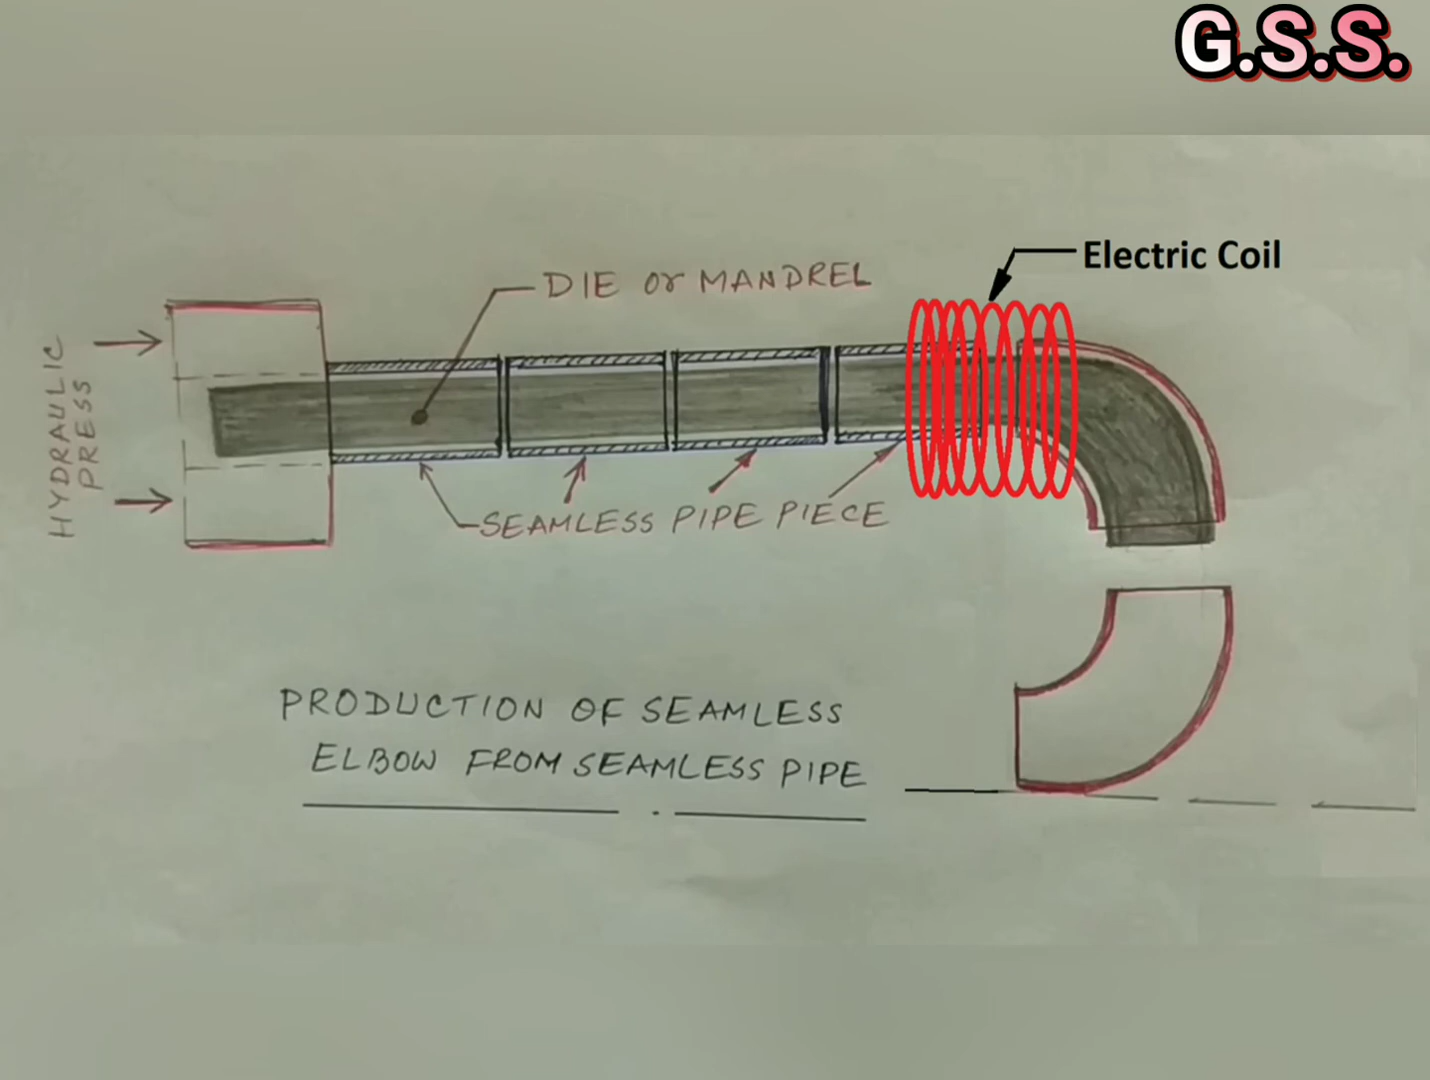 G.S.S.
Electric Coil
DIE or MANDREL
HYDRAULIC
PRESS
SEAMLESS PIPE PIECE
PRODUCTION OF SEAMLESS
ELBOW FROM SEAMLESS PIPE